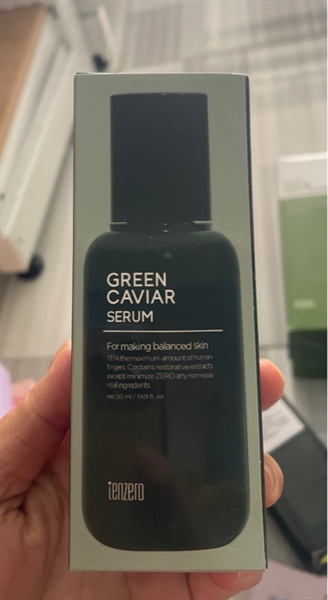 GREEN
CAVIAR
SERUM
For making balanced skin
TEN, the maximum amount of human
fingers. Contains restorative extracts
except/minimize ZERO any non-esse
ntial ingredients.
net 50 ml / 1.69 fl. oz
tenzero